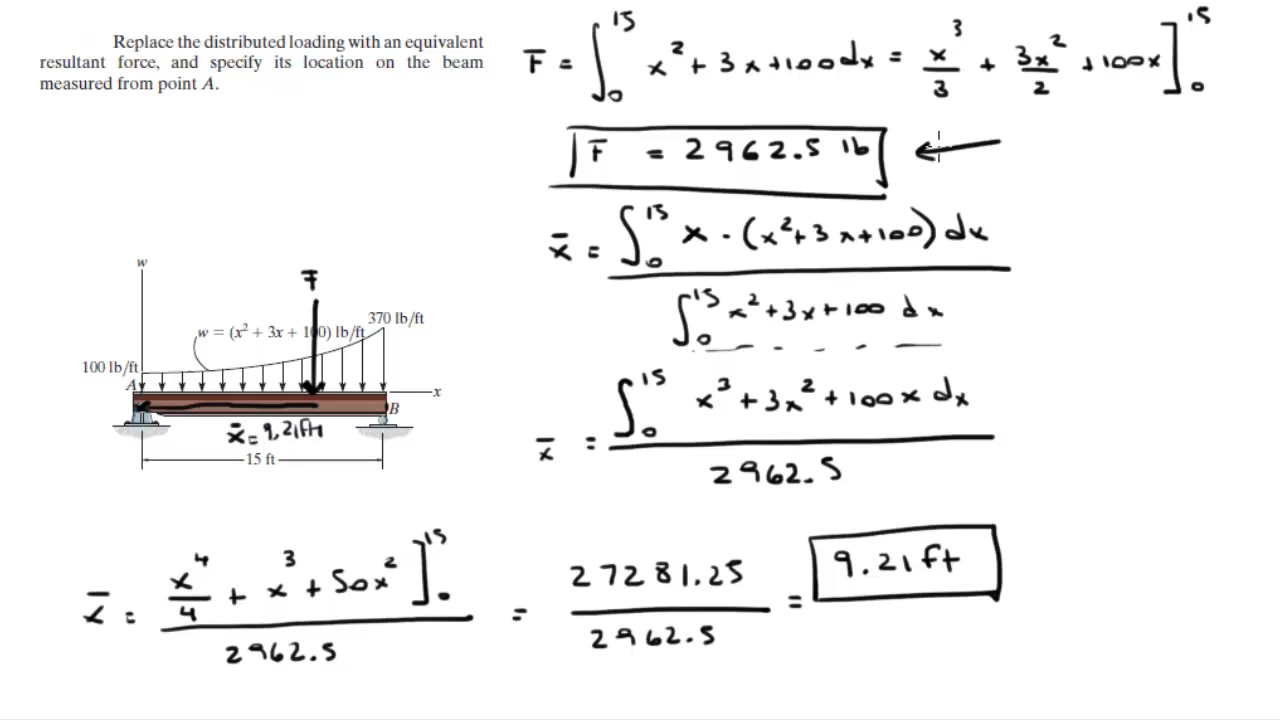 Replace the distributed loading with an equivalent
resultant force, and specify its location on the beam
measured from point A.
F̄ = ∫₀¹⁵ x² + 3x + 100 dx = x³/3 + 3x²/2 + 100x]₀¹⁵
F̄ = 2962.5 lb
x̄ = ∫₀¹⁵ x · (x² + 3x + 100) dx
∫₀¹⁵ x² + 3x + 100 dx
w
F
370 lb/ft
w = (x² + 3x + 100) lb/ft
100 lb/ft
A
x
B
x̄ = 9,21ft
15 ft
x̄ = ∫₀¹⁵ x³ + 3x² + 100x dx
2962.5
x̄ = x⁴/4 + x³ + 50x²]₀¹⁵ / 2962.5 = 27281.25 / 2962.5 = 9.21 ft